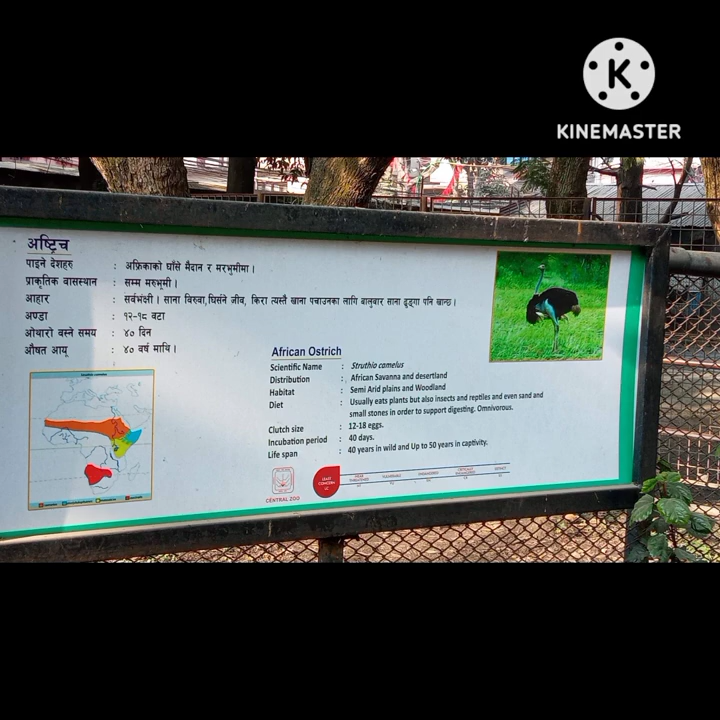 KINEMASTER
अष्ट्रिच
पाइने देशहरु : अफ्रिकाको घाँसे मैदान र मरभुमीमा।
प्राकृतिक वासस्थान : सम्म मरुभूमी।
आहार : सर्वभक्षी। साना विरुवा,घिसंने जीव, किरा त्यस्तै खाना पचाउनका लागि बालुवार साना ढुङ्गा पनि खान्छ।
अण्डा : १२-१८ वटा
ओथारो वस्ने समय : ४० दिन
औषत आयू : ४० वर्ष माथि।
African Ostrich
Scientific Name : Struthio camelus
Distribution : African Savanna and desertland
Habitat : Semi Arid plains and Woodland
Diet : Usually eats plants but also insects and reptiles and even sand and
small stones in order to support digesting. Omnivorous.
Clutch size : 12-18 eggs.
Incubation period : 40 days.
Life span : 40 years in wild and Up to 50 years in captivity.
CENTRAL ZOO
LEAST
CONCERN
LC